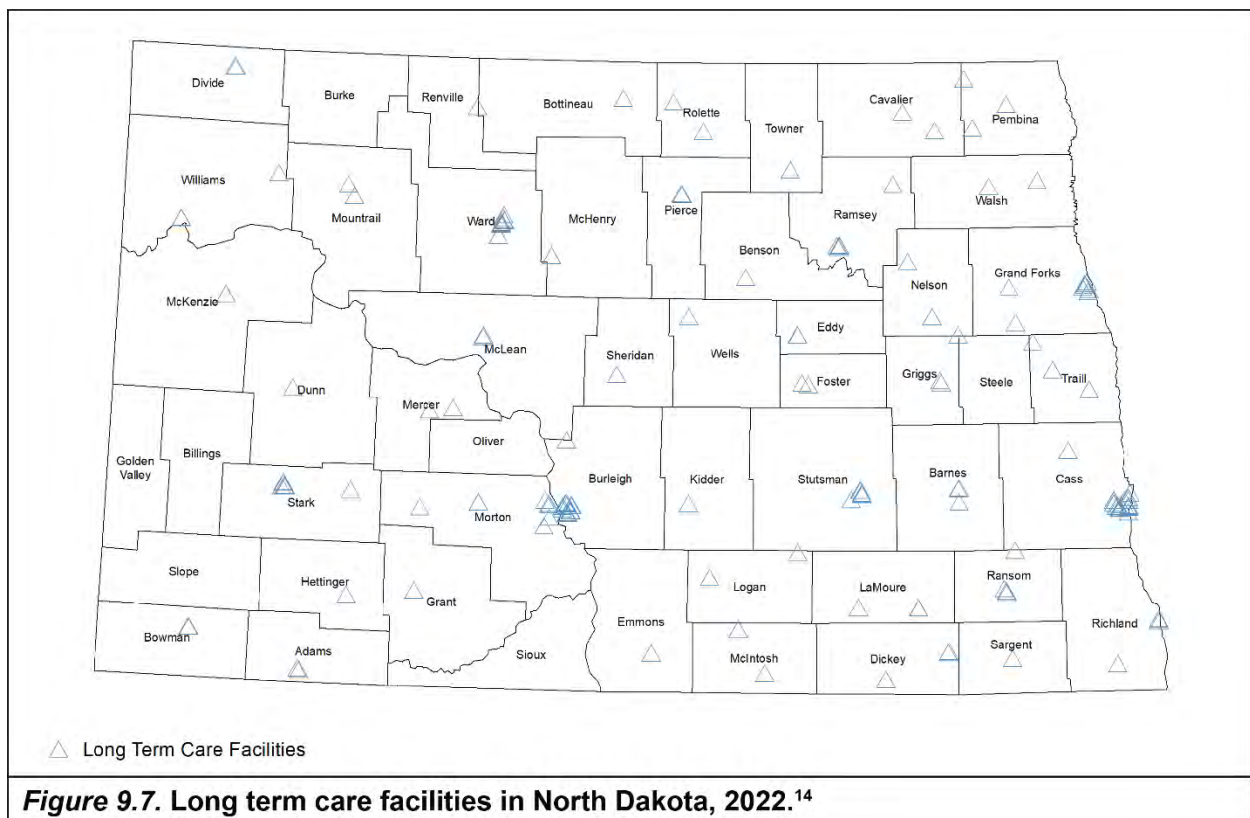 Divide
Burke
Renville
Bottineau
Rolette
Towner
Cavalier
Pembina
Williams
Mountrail
Ward
McHenry
Pierce
Ramsey
Walsh
Benson
Nelson
Grand Forks
McKenzie
McLean
Sheridan
Wells
Eddy
Foster
Griggs
Steele
Traill
Dunn
Mercer
Oliver
Golden
Valley
Billings
Stark
Morton
Burleigh
Kidder
Stutsman
Barnes
Cass
Slope
Hettinger
Grant
Logan
LaMoure
Ransom
Richland
Bowman
Adams
Sioux
Emmons
McIntosh
Dickey
Sargent
Long Term Care Facilities
Figure 9.7. Long term care facilities in North Dakota, 2022.¹⁴